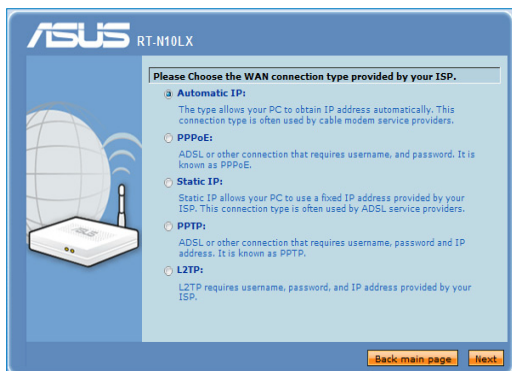 ASUS RT-N10LX
Please Choose the WAN connection type provided by your ISP.
Automatic IP:
The type allows your PC to obtain IP address automatically. This
connection type is often used by cable modem service providers.
PPPoE:
ADSL or other connection that requires username, and password. It is
known as PPPoE.
Static IP:
Static IP allows your PC to use a fixed IP address provided by your
ISP. This connection type is often used by ADSL service providers.
PPTP:
ADSL or other connection that requires username, password and IP
address. It is known as PPTP.
L2TP:
L2TP requires username, password, and IP address provided by your
ISP.
ASUS
Back main page Next